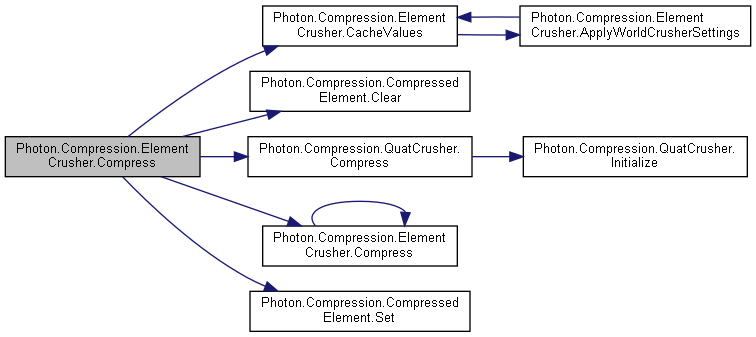 Photon.Compression.Element
Crusher.Compress
Photon.Compression.Element
Crusher.CacheValues
Photon.Compression.Element
Crusher.ApplyWorldCrusherSettings
Photon.Compression.Compressed
Element.Clear
Photon.Compression.QuatCrusher.
Compress
Photon.Compression.QuatCrusher.
Initialize
Photon.Compression.Element
Crusher.Compress
Photon.Compression.Compressed
Element.Set